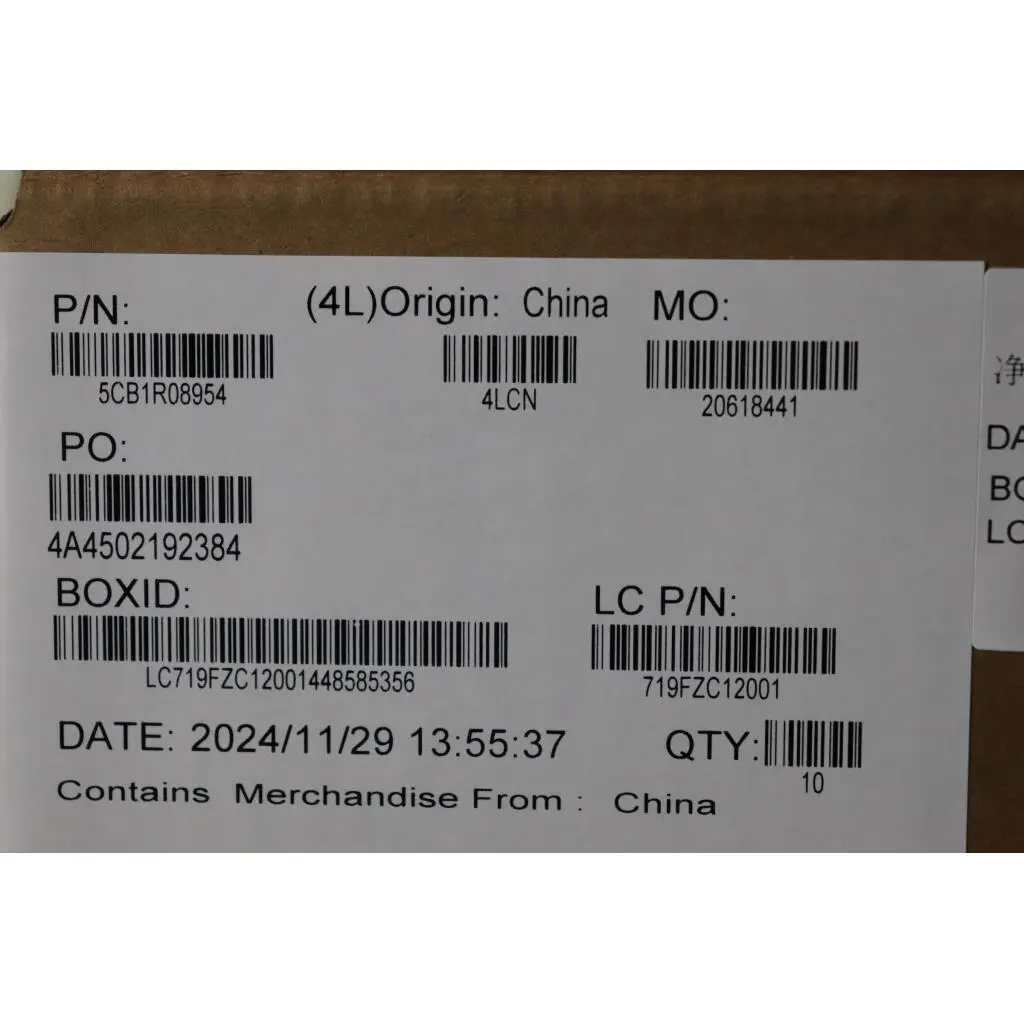 P/N: (4L)Origin: China MO:
5CB1R08954 4LCN 20618441
PO:
4A4502192384
BOXID: LC P/N:
LC719FZC12001448585356 719FZC12001
DATE: 2024/11/29 13:55:37 QTY:
10
Contains Merchandise From : China
净
DA
BO
LC